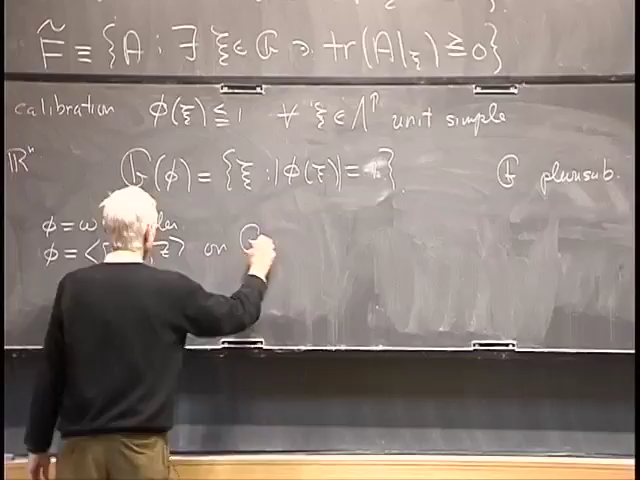 F̃ ≡ {A : ∃ ξ ∈ G ∋ tr(A|ξ) ≦ 0}
calibration φ(ξ) ≦ 1 ∀ ξ ∈ Λᵖ unit simple
ℝⁿ G(φ) = {ξ : |φ(ξ)| = 1} G plurisub.
φ = ω
φ = < z > on